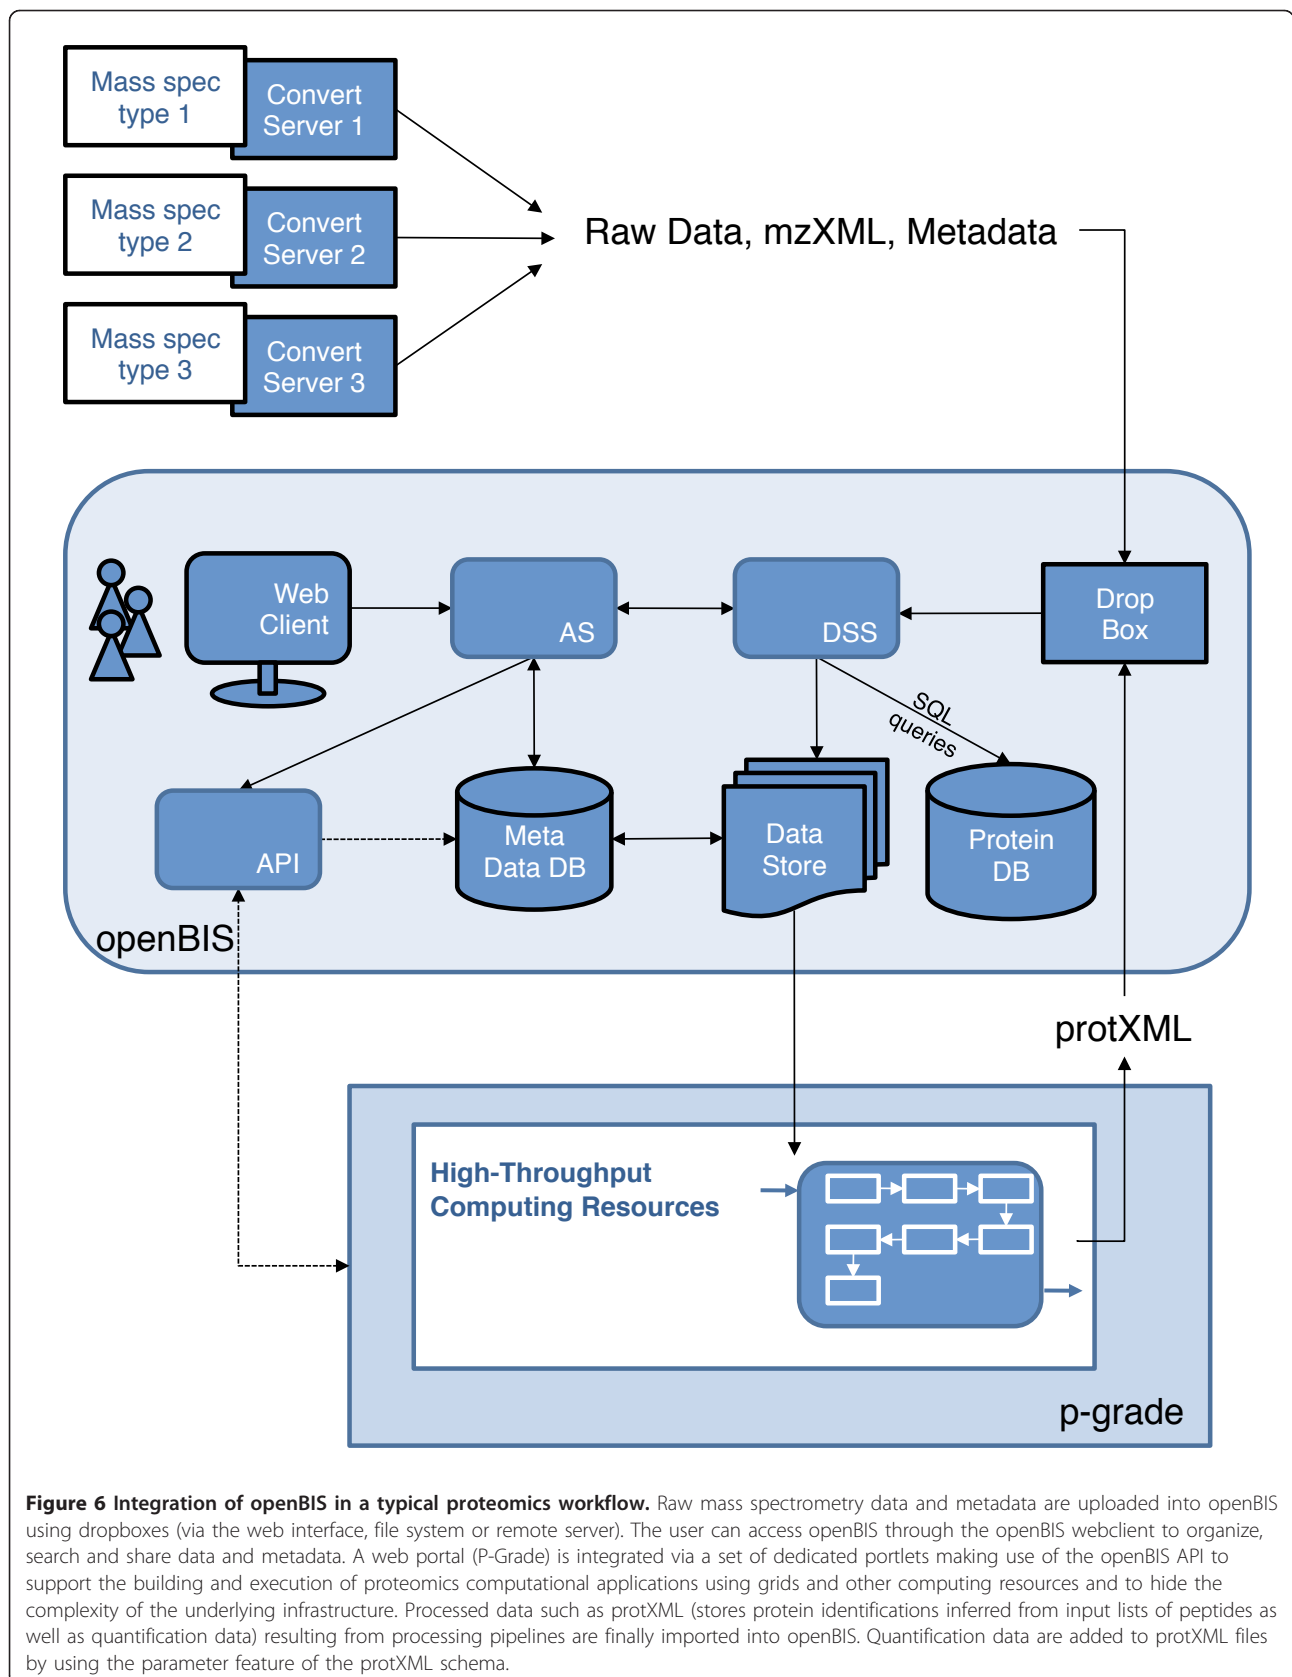 Mass spec
type 1
Convert
Server 1
Mass spec
type 2
Convert
Server 2
Raw Data, mzXML, Metadata
Mass spec
type 3
Convert
Server 3
Web
Client
AS
DSS
Drop
Box
SQL
queries
API
Meta
Data DB
Data
Store
Protein
DB
openBIS
protXML
High-Throughput
Computing Resources
p-grade
Figure 6 Integration of openBIS in a typical proteomics workflow. Raw mass spectrometry data and metadata are uploaded into openBIS
using dropboxes (via the web interface, file system or remote server). The user can access openBIS through the openBIS webclient to organize,
search and share data and metadata. A web portal (P-Grade) is integrated via a set of dedicated portlets making use of the openBIS API to
support the building and execution of proteomics computational applications using grids and other computing resources and to hide the
complexity of the underlying infrastructure. Processed data such as protXML (stores protein identifications inferred from input lists of peptides as
well as quantification data) resulting from processing pipelines are finally imported into openBIS. Quantification data are added to protXML files
by using the parameter feature of the protXML schema.